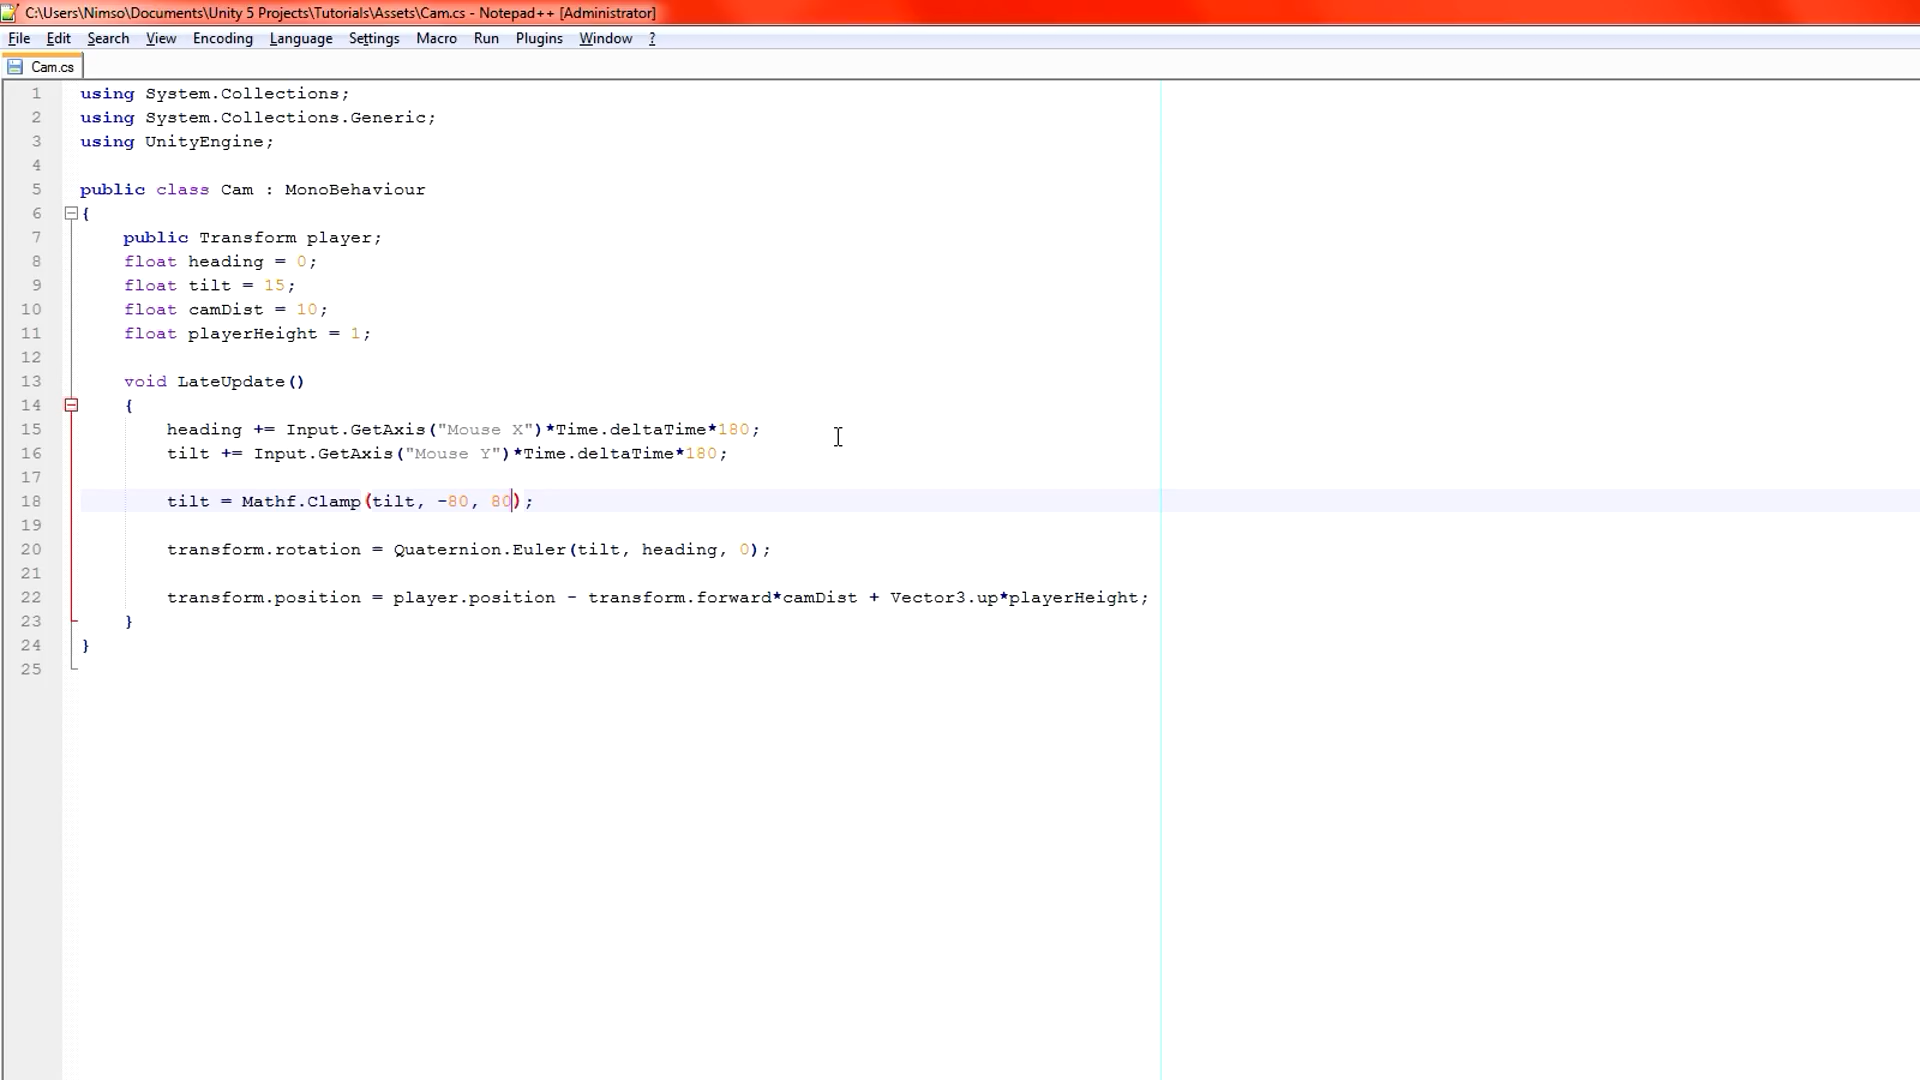 C:\Users\Nimso\Documents\Unity 5 Projects\Tutorials\Assets\Cam.cs - Notepad++ [Administrator]
File Edit Search View Encoding Language Settings Macro Run Plugins Window ?
Cam.cs
1 using System.Collections;
2 using System.Collections.Generic;
3 using UnityEngine;
4
5 public class Cam : MonoBehaviour
6 {
7 public Transform player;
8 float heading = 0;
9 float tilt = 15;
10 float camDist = 10;
11 float playerHeight = 1;
12
13 void LateUpdate()
14 {
15 heading += Input.GetAxis("Mouse X")*Time.deltaTime*180;
16 tilt += Input.GetAxis("Mouse Y")*Time.deltaTime*180;
17
18 tilt = Mathf.Clamp(tilt, -80, 80);
19
20 transform.rotation = Quaternion.Euler(tilt, heading, 0);
21
22 transform.position = player.position - transform.forward*camDist + Vector3.up*playerHeight;
23 }
24 }
25